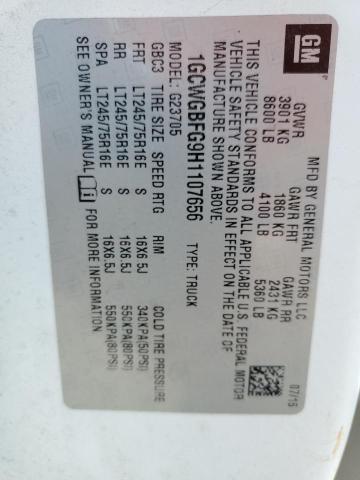 GM
MFD BY GENERAL MOTORS LLC
GVWR GAWR FRT GAWR RR
3901 KG 1860 KG 2431 KG
8600 LB 4100 LB 5360 LB
07/16
THIS VEHICLE CONFORMS TO ALL APPLICABLE U.S. FEDERAL MOTOR
VEHICLE SAFETY STANDARDS IN EFFECT ON THE DATE OF
MANUFACTURE SHOWN ABOVE.
1GCWGBFG9H1107656 TYPE: TRUCK
MODEL: G23705
GBC3 TIRE SIZE SPEED RTG RIM COLD TIRE PRESSURE
FRT LT245/75R16E S 16X6.5J 340KPA(50PSI)
RR LT245/75R16E S 16X6.5J 550KPA(80PSI)
SPA LT245/75R16E S 16X6.5J 550KPA(80PSI)
SEE OWNER'S MANUAL FOR MORE INFORMATION